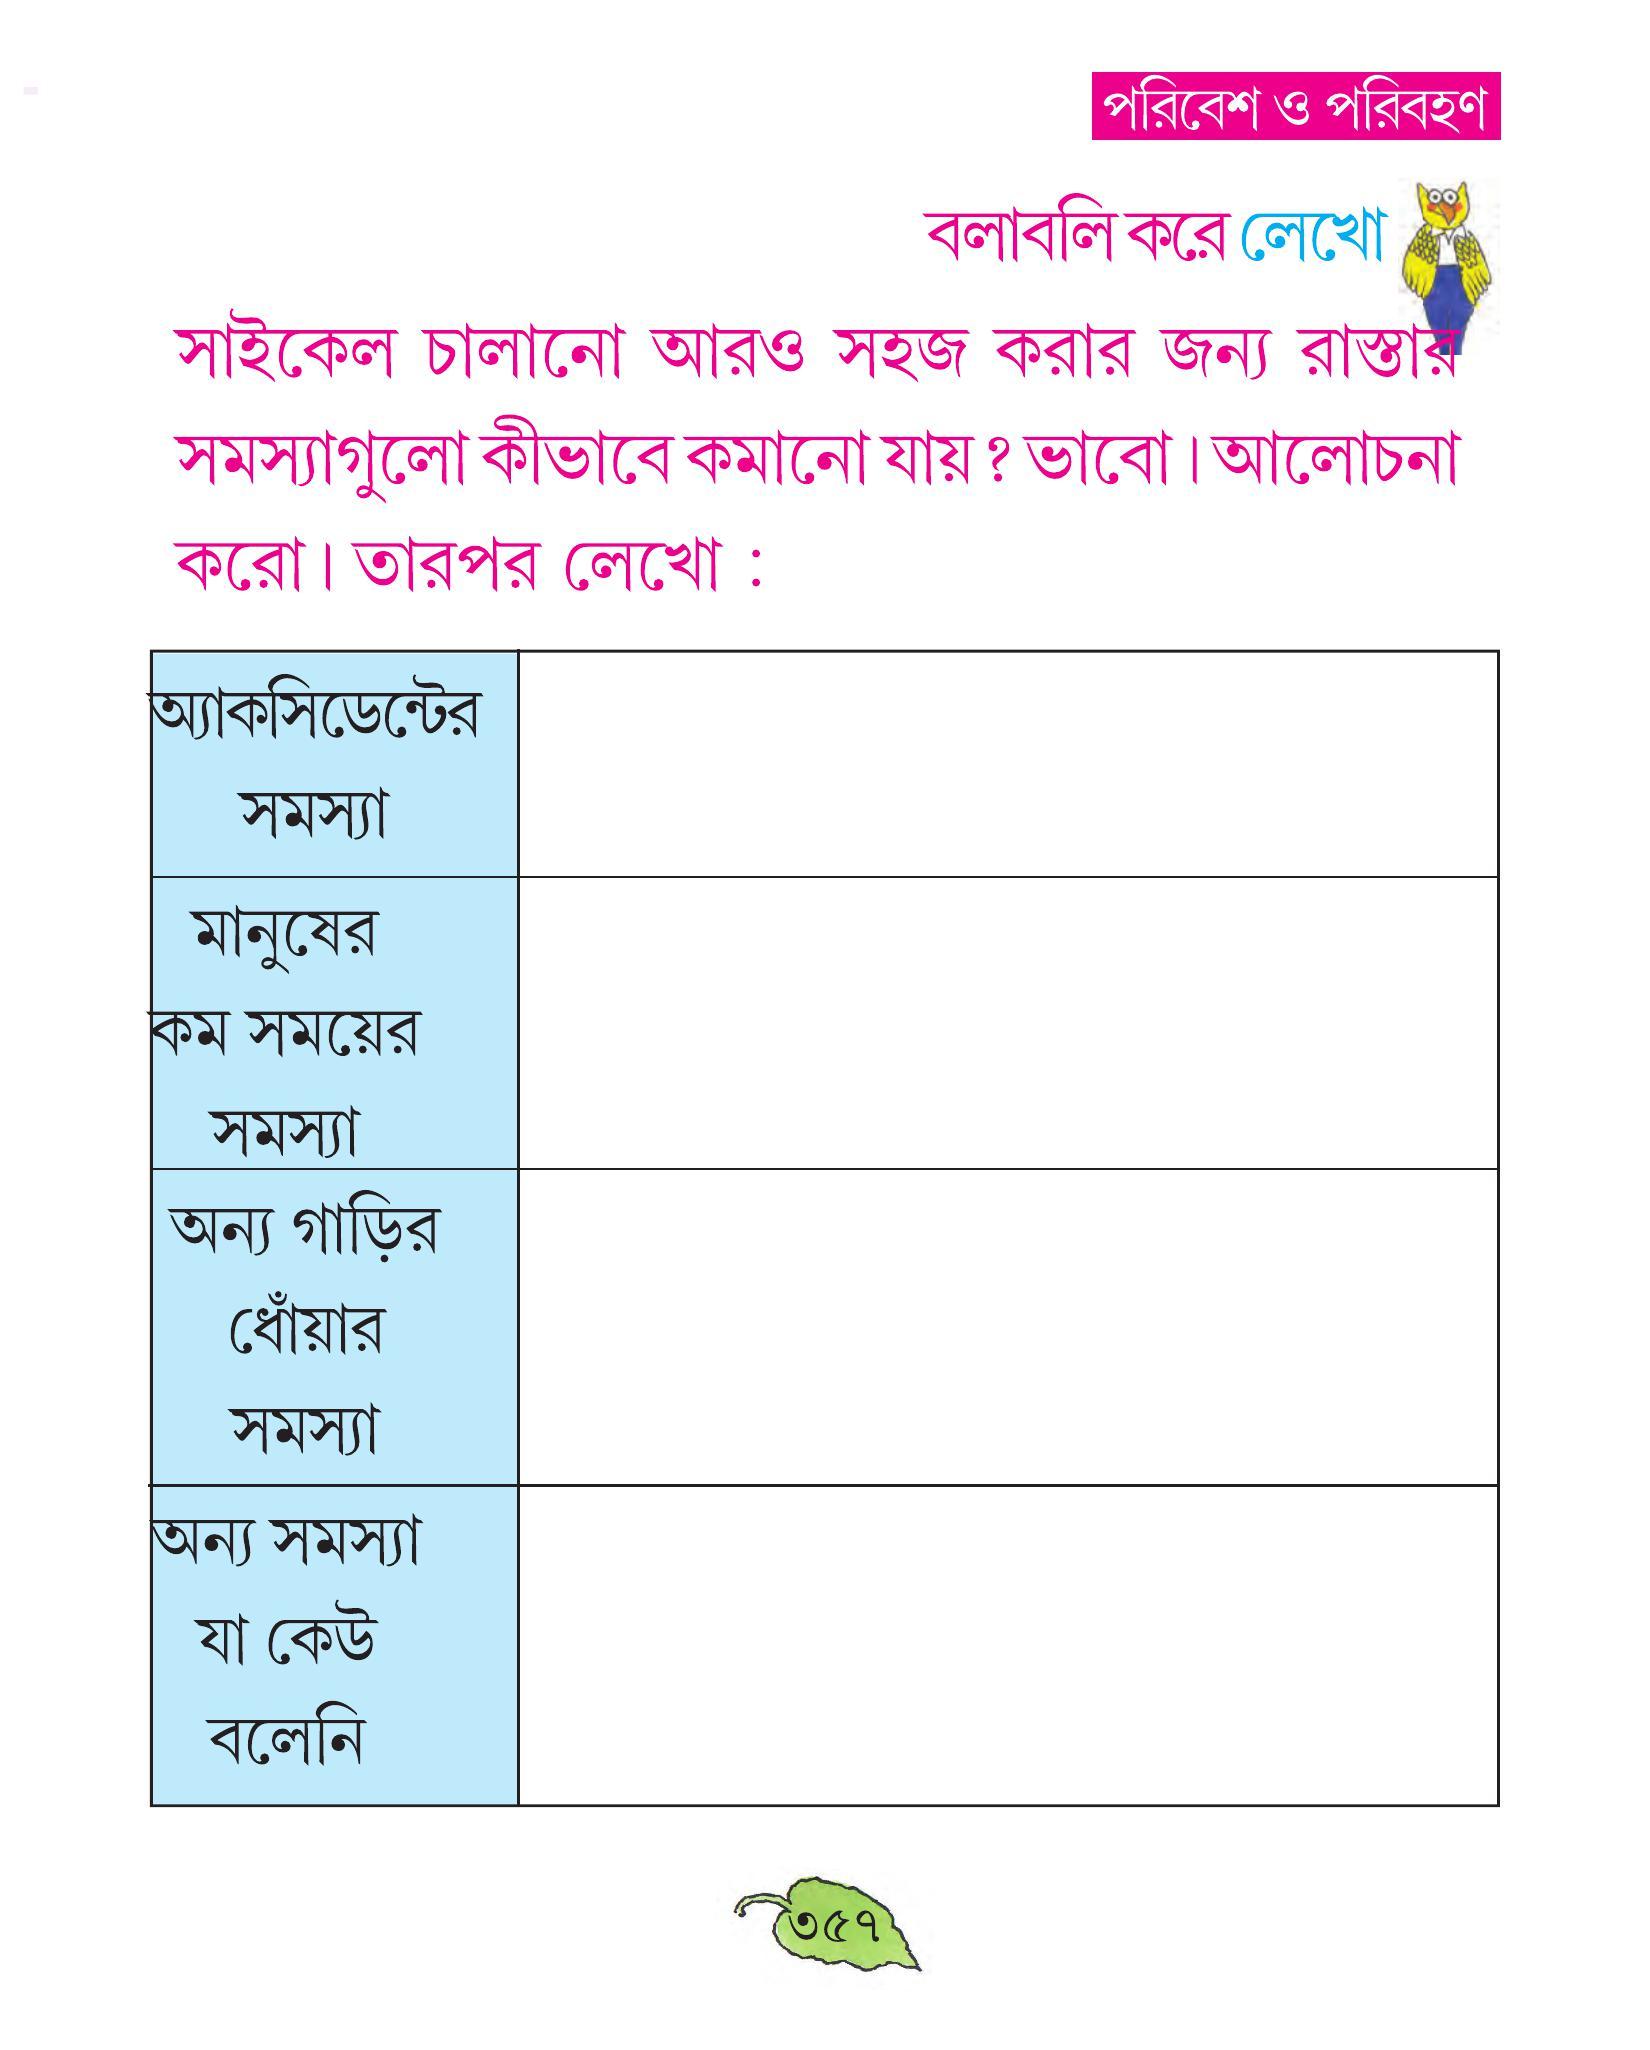 পরিবেশ ও পরিবহণ
বলাবলি করে লেখো
সাইকেল চালানো আরও সহজ করার জন্য রাস্তার
সমস্যাগুলো কীভাবে কমানো যায় ? ভাবো। আলোচনা
করো। তারপর লেখো :
অ্যাকসিডেন্টের
সমস্যা
মানুষের
কম সময়ের
সমস্যা
অন্য গাড়ির
ধোঁয়ার
সমস্যা
অন্য সমস্যা
যা কেউ
বলেনি
৩৫৭